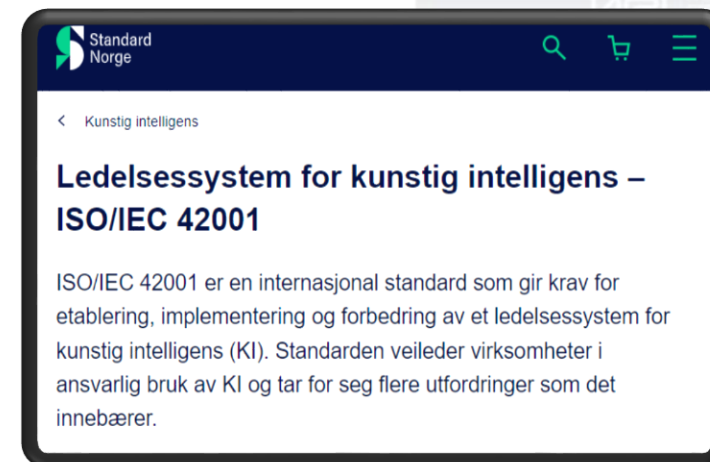 Standard
Norge
Kunstig intelligens
Ledelsessystem for kunstig intelligens –
ISO/IEC 42001
ISO/IEC 42001 er en internasjonal standard som gir krav for
etablering, implementering og forbedring av et ledelsessystem for
kunstig intelligens (KI). Standarden veileder virksomheter i
ansvarlig bruk av KI og tar for seg flere utfordringer som det
innebærer.